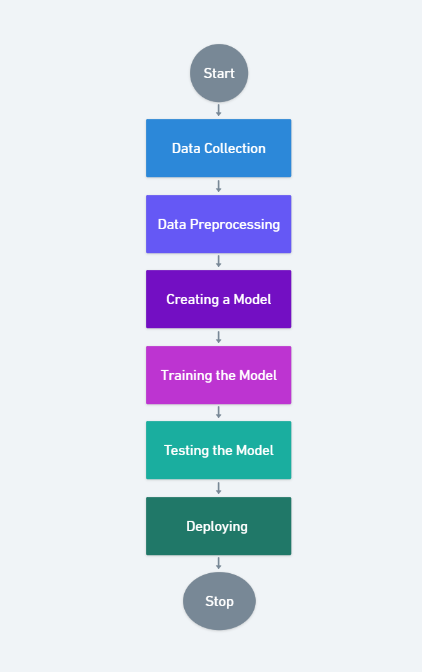 Start
Data Collection
Data Preprocessing
Creating a Model
Training the Model
Testing the Model
Deploying
Stop